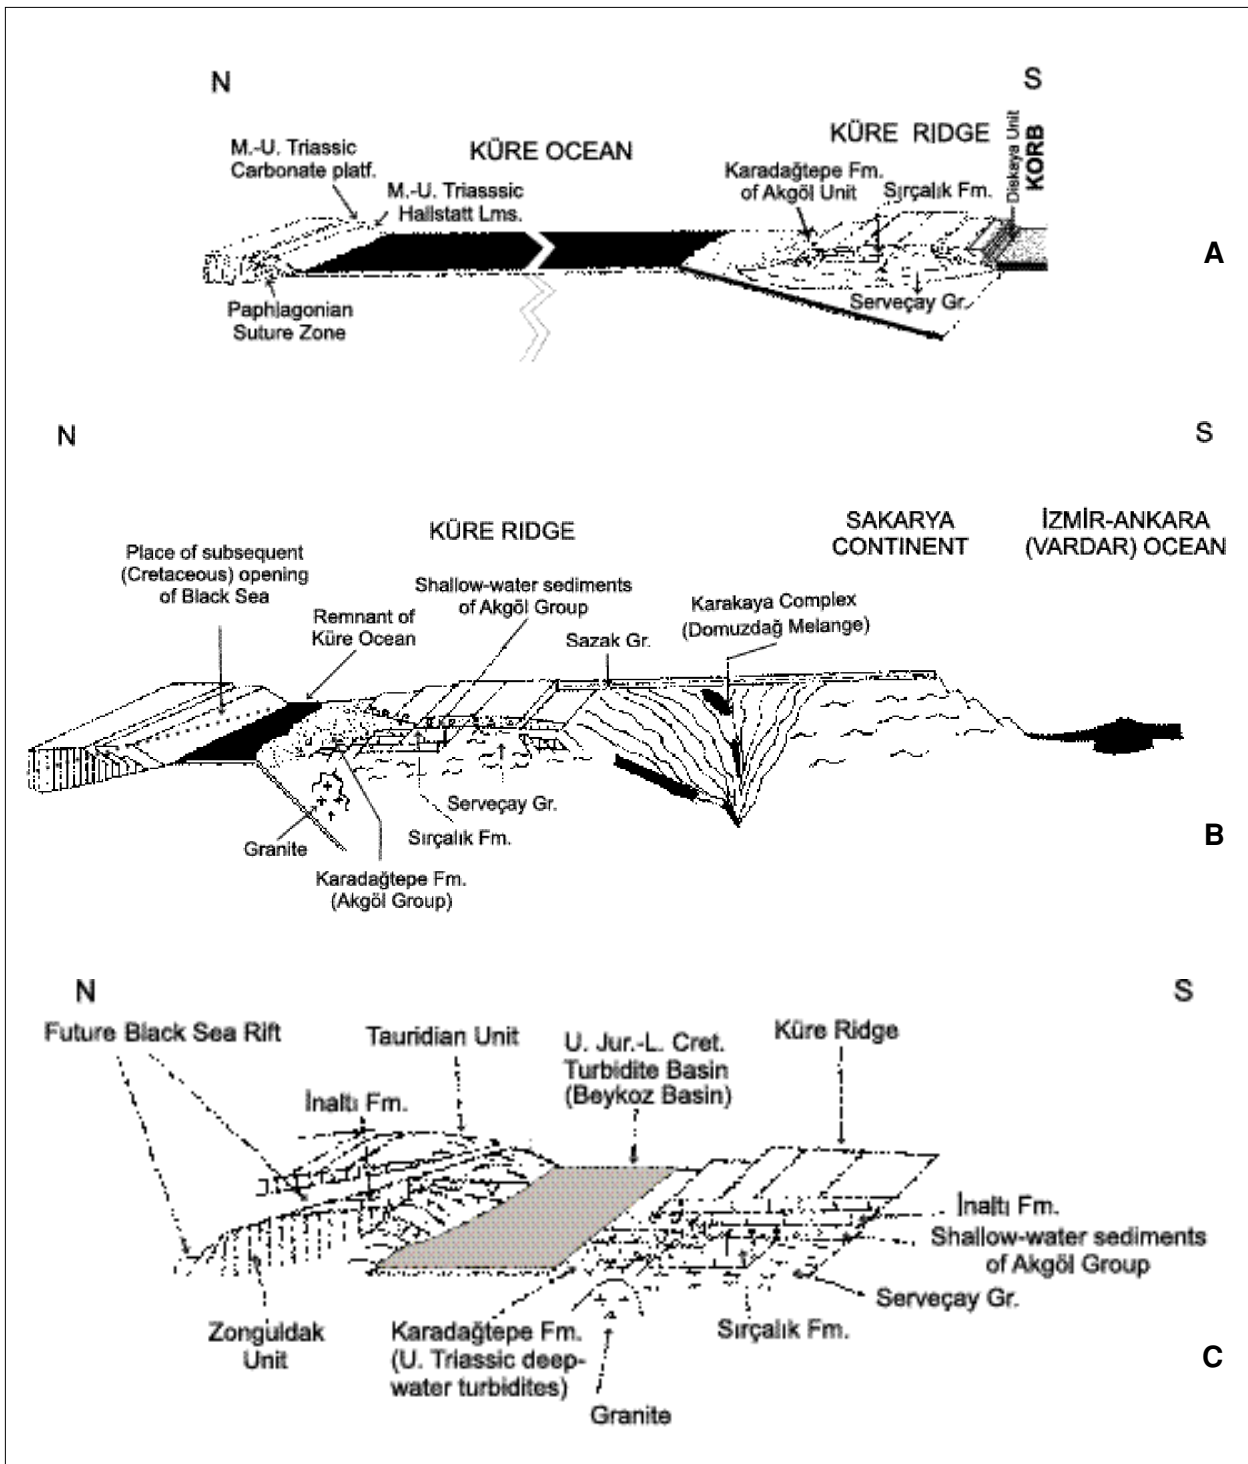 N
S
M.-U. Triassic
Carbonate platf.
M.-U. Triasssic
Hallstatt Lms.
KÜRE OCEAN
KÜRE RIDGE
Karadağtepe Fm.
of Akgöl Unit
Sırçalık Fm.
Diskaya Unit
KORB
Paphlagonian
Suture Zone
Serveçay Gr.
A
N
S
KÜRE RIDGE
SAKARYA
CONTINENT
İZMİR-ANKARA
(VARDAR) OCEAN
Place of subsequent
(Cretaceous) opening
of Black Sea
Remnant of
Küre Ocean
Shallow-water sediments
of Akgöl Group
Sazak Gr.
Karakaya Complex
(Domuzdağ Melange)
Serveçay Gr.
Sırçalık Fm.
Granite
Karadağtepe Fm.
(Akgöl Group)
B
N
S
Future Black Sea Rift
Tauridian Unit
U. Jur.-L. Cret.
Turbidite Basin
(Beykoz Basin)
Küre Ridge
İnaltı Fm.
İnaltı Fm.
Shallow-water sediments
of Akgöl Group
Serveçay Gr.
Sırçalık Fm.
Zonguldak
Unit
Karadağtepe Fm.
(U. Triassic deep-
water turbidites)
Granite
C